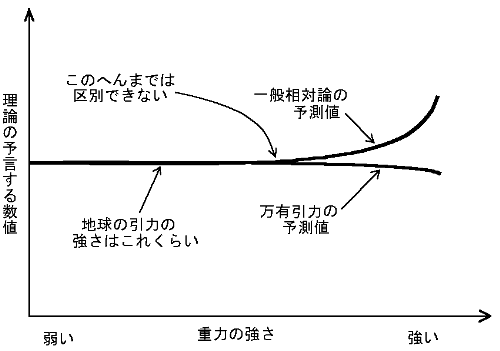 このへんまでは
区別できない
一般相対論の
予測値
理論の予言する数値
地球の引力の
強さはこれくらい
万有引力の
予測値
弱い
重力の強さ
強い